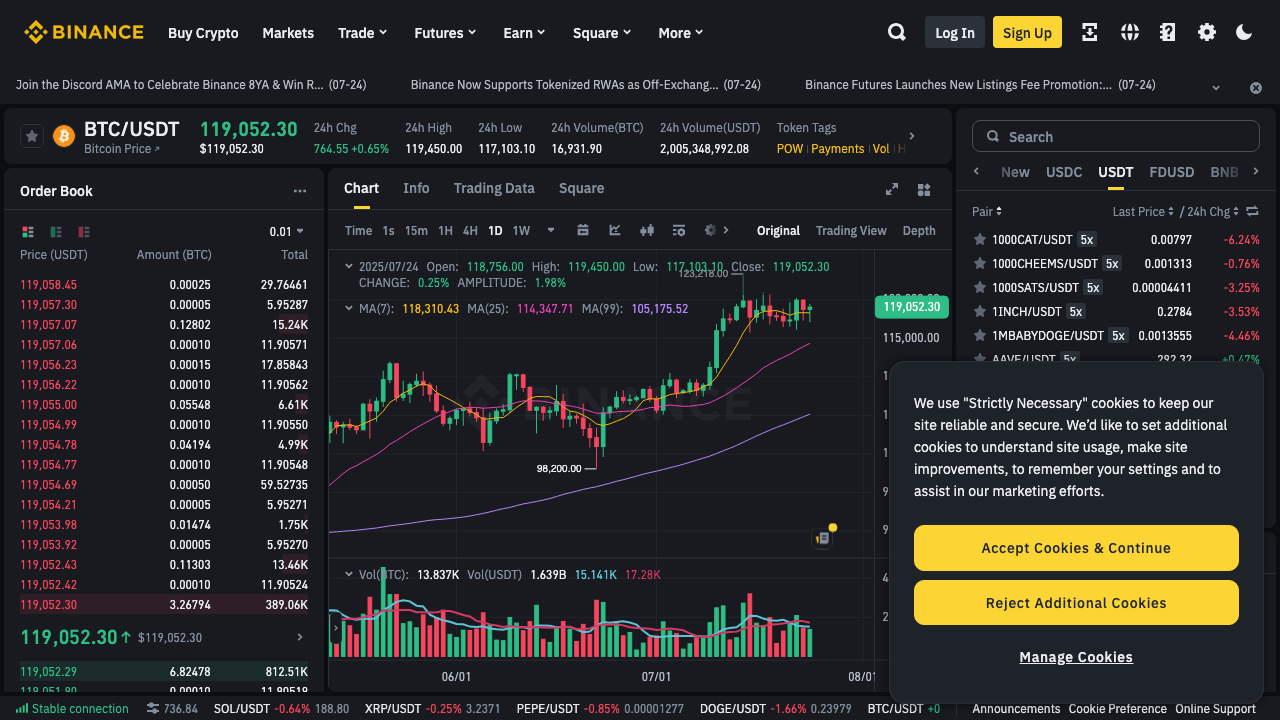 BINANCE Buy Crypto Markets Trade Futures Earn Square More Log In Sign Up
Join the Discord AMA to Celebrate Binance 8YA & Win R... (07-24) Binance Now Supports Tokenized RWAs as Off-Exchang... (07-24) Binance Futures Launches New Listings Fee Promotion:... (07-24)
BTC/USDT
Bitcoin Price
119,052.30
$119,052.30
24h Chg
764.55 +0.65%
24h High
119,450.00
24h Low
117,103.10
24h Volume(BTC)
16,931.90
24h Volume(USDT)
2,005,348,992.08
Token Tags
POW Payments Vol H
Order Book
0.01
Price (USDT) Amount (BTC) Total
119,058.45 0.00025 29.76461
119,057.30 0.00005 5.95287
119,057.07 0.12802 15.24K
119,057.06 0.00010 11.90571
119,056.23 0.00015 17.85843
119,056.22 0.00010 11.90562
119,055.00 0.05548 6.61K
119,054.99 0.00010 11.90550
119,054.78 0.04194 4.99K
119,054.77 0.00010 11.90548
119,054.69 0.00050 59.52735
119,054.21 0.00005 5.95271
119,053.98 0.01474 1.75K
119,053.92 0.00005 5.95270
119,052.43 0.11303 13.46K
119,052.42 0.00010 11.90524
119,052.30 3.26794 389.06K
119,052.30 $119,052.30
119,052.29 6.82478 812.51K
119,051.90 0.00010 11.90519
Chart Info Trading Data Square
Time 1s 15m 1H 4H 1D 1W Original Trading View Depth
2025/07/24 Open: 118,756.00 High: 119,450.00 Low: 117,103.10 Close: 119,052.30
CHANGE: 0.25% AMPLITUDE: 1.98%
MA(7): 118,310.43 MA(25): 114,347.71 MA(99): 105,175.52
123,218.00
119,052.30
115,000.00
BINANCE
98,200.00
Vol(BTC): 13.837K Vol(USDT) 1.639B 15.141K 17.28K
06/01 07/01 08/01
Search
New USDC USDT FDUSD BNB
Pair Last Price / 24h Chg
1000CAT/USDT 5x 0.00797 -6.24%
1000CHEEMS/USDT 5x 0.001313 -0.76%
1000SATS/USDT 5x 0.00004411 -3.25%
1INCH/USDT 5x 0.2784 -3.53%
1MBABYDOGE/USDT 5x 0.0013555 -4.46%
AAVE/USDT 5x 282.32 +0.47%
We use "Strictly Necessary" cookies to keep our
site reliable and secure. We'd like to set additional
cookies to understand site usage, make site
improvements, to remember your settings and to
assist in our marketing efforts.
Accept Cookies & Continue
Reject Additional Cookies
Manage Cookies
Stable connection 736.84 SOL/USDT -0.64% 188.80 XRP/USDT -0.25% 3.2371 PEPE/USDT -0.85% 0.00001277 DOGE/USDT -1.66% 0.23979 BTC/USDT +0 Announcements Cookie Preference Online Support